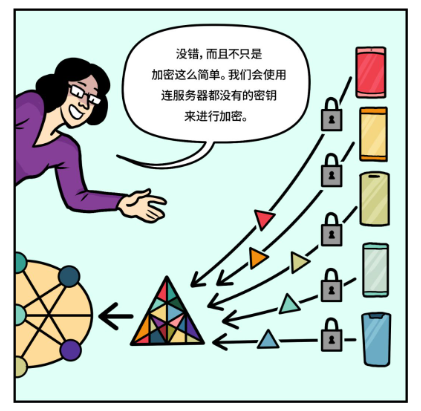 没错，而且不只是
加密这么简单。我们会使用
连服务器都没有的密钥
来进行加密。